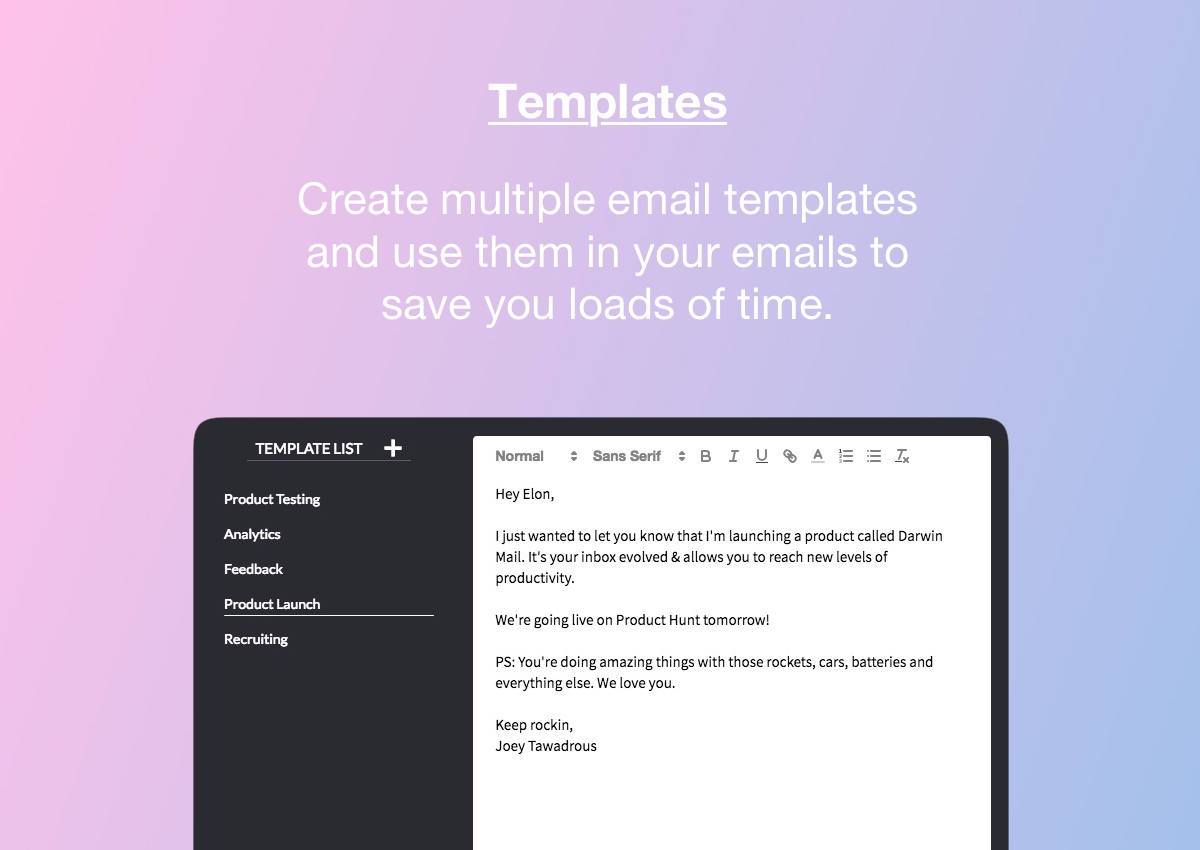 Templates
Create multiple email templates
and use them in your emails to
save you loads of time.
TEMPLATE LIST
Product Testing
Analytics
Feedback
Product Launch
Recruiting
Normal Sans Serif B I U A
Hey Elon,
I just wanted to let you know that I'm launching a product called Darwin
Mail. It's your inbox evolved & allows you to reach new levels of
productivity.
We're going live on Product Hunt tomorrow!
PS: You're doing amazing things with those rockets, cars, batteries and
everything else. We love you.
Keep rockin,
Joey Tawadrous